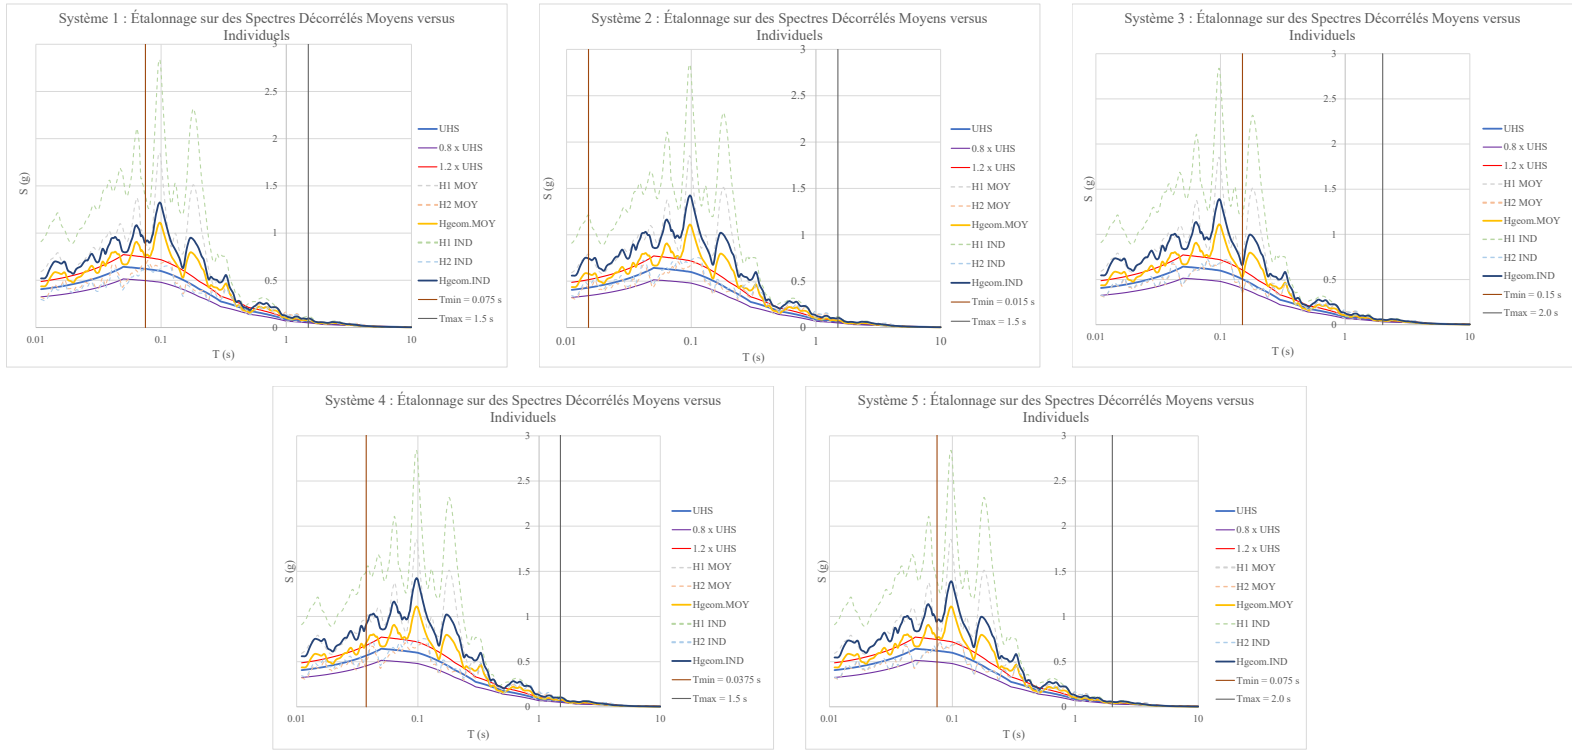 Système 1 : Étalonnage sur des Spectres Décorrélés Moyens versus
Individuels
3
2.5
2
1.5
1
0.5
0
0.01
0.1
1
10
S (g)
T (s)
UHS
0.8 x UHS
1.2 x UHS
H1 MOY
H2 MOY
Hgeom.MOY
H1 IND
H2 IND
Hgeom.IND
Tmin = 0.075 s
Tmax = 1.5 s
Système 2 : Étalonnage sur des Spectres Décorrélés Moyens versus
Individuels
3
2.5
2
1.5
1
0.5
0
0.01
0.1
1
10
S (g)
T (s)
UHS
0.8 x UHS
1.2 x UHS
H1 MOY
H2 MOY
Hgeom.MOY
H1 IND
H2 IND
Hgeom.IND
Tmin = 0.015 s
Tmax = 1.5 s
Système 3 : Étalonnage sur des Spectres Décorrélés Moyens versus
Individuels
3
2.5
2
1.5
1
0.5
0
0.01
0.1
1
10
S (g)
T (s)
UHS
0.8 x UHS
1.2 x UHS
H1 MOY
H2 MOY
Hgeom.MOY
H1 IND
H2 IND
Hgeom.IND
Tmin = 0.15 s
Tmax = 2.0 s
Système 4 : Étalonnage sur des Spectres Décorrélés Moyens versus
Individuels
3
2.5
2
1.5
1
0.5
0
0.01
0.1
1
10
S (g)
T (s)
UHS
0.8 x UHS
1.2 x UHS
H1 MOY
H2 MOY
Hgeom.MOY
H1 IND
H2 IND
Hgeom.IND
Tmin = 0.0375 s
Tmax = 1.5 s
Système 5 : Étalonnage sur des Spectres Décorrélés Moyens versus
Individuels
3
2.5
2
1.5
1
0.5
0
0.01
0.1
1
10
S (g)
T (s)
UHS
0.8 x UHS
1.2 x UHS
H1 MOY
H2 MOY
Hgeom.MOY
H1 IND
H2 IND
Hgeom.IND
Tmin = 0.075 s
Tmax = 2.0 s